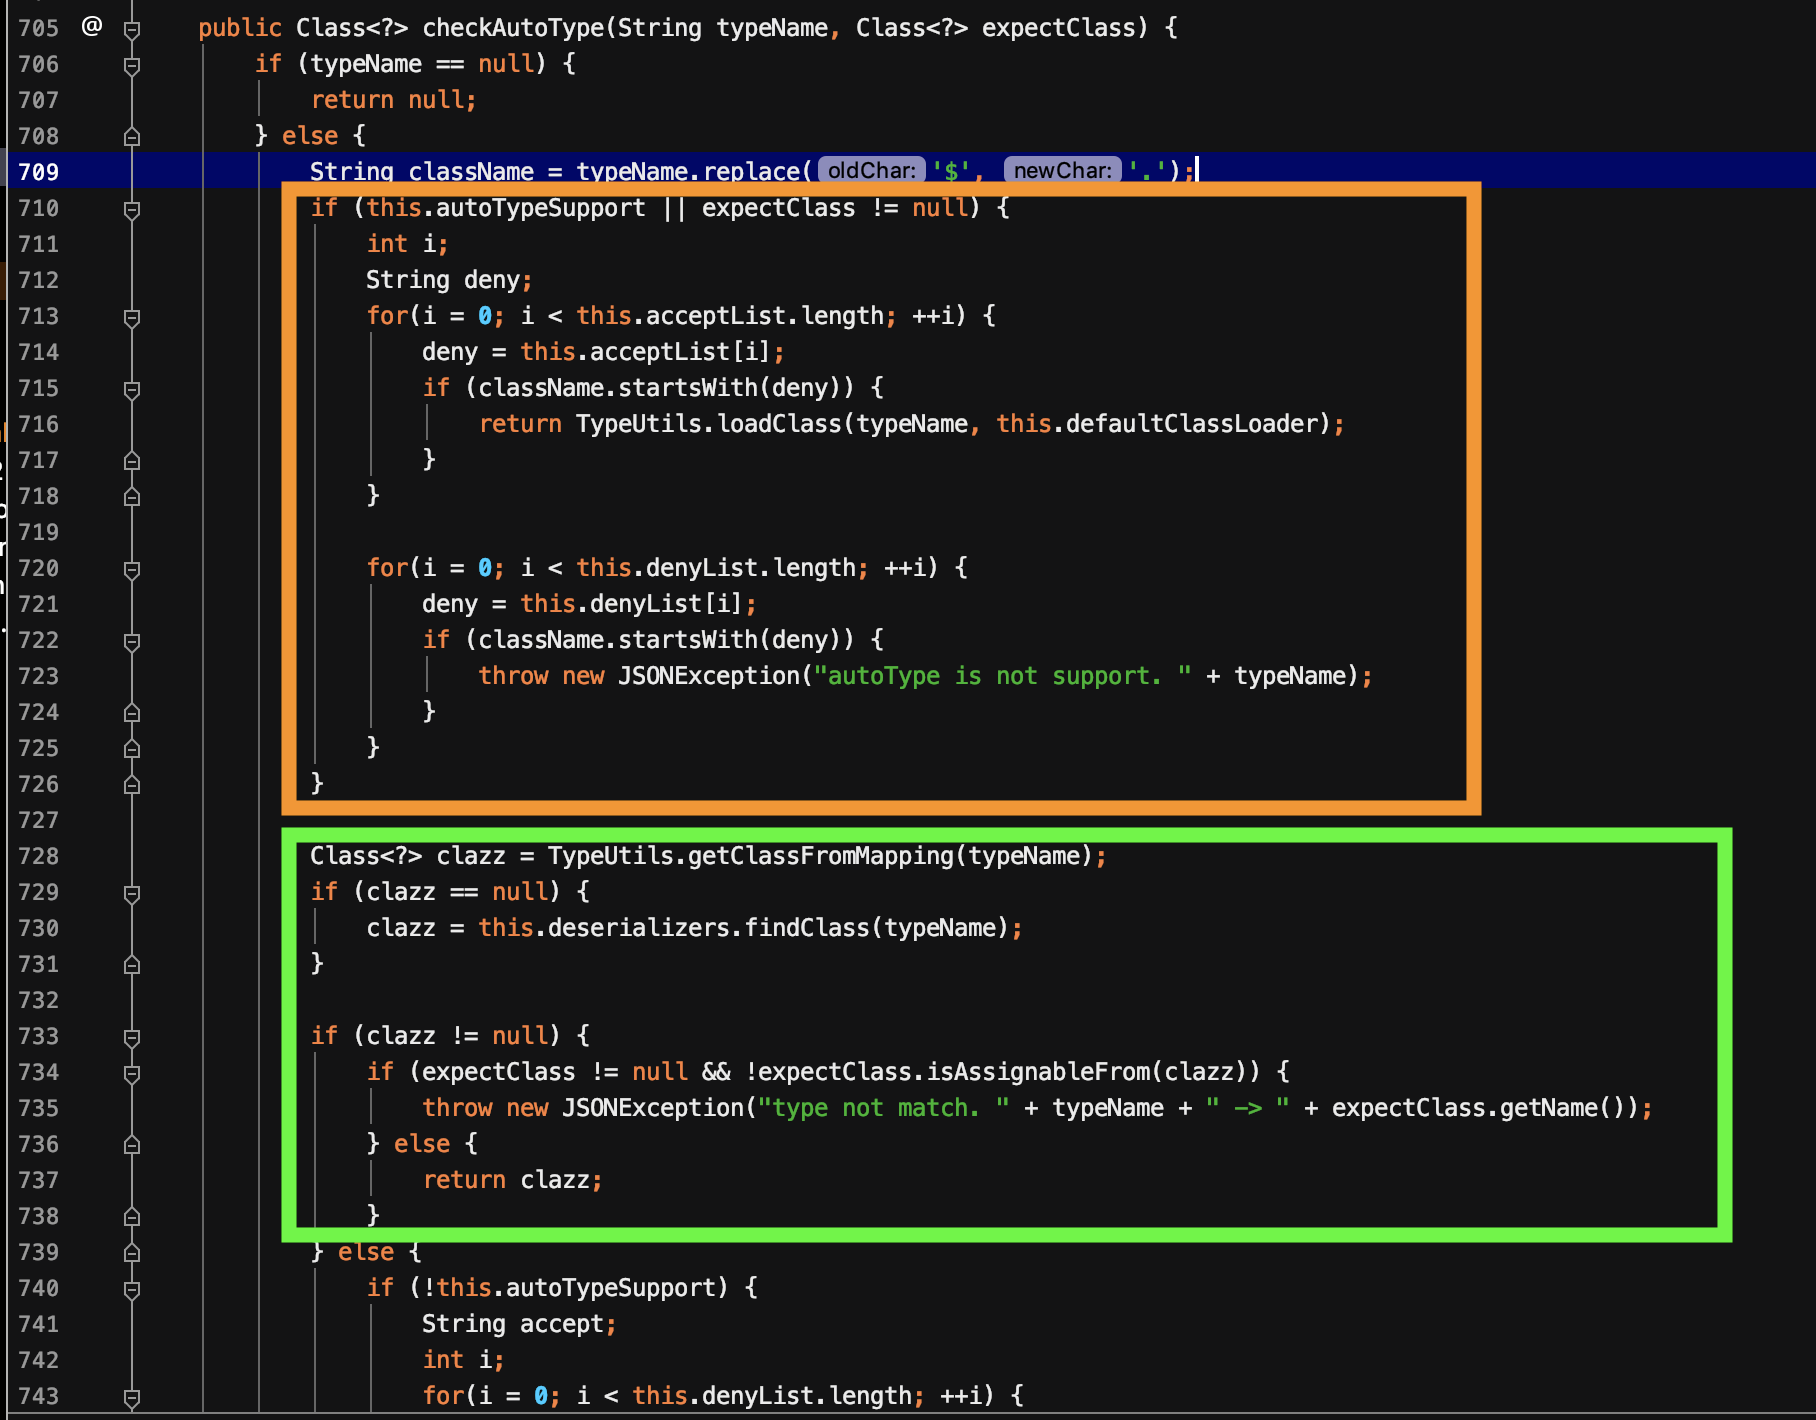 705 @ public Class<?> checkAutoType(String typeName, Class<?> expectClass) {
706 if (typeName == null) {
707 return null;
708 } else {
709 String className = typeName.replace( oldChar: '$', newChar: '.');
710 if (this.autoTypeSupport || expectClass != null) {
711 int i;
712 String deny;
713 for(i = 0; i < this.acceptList.length; ++i) {
714 deny = this.acceptList[i];
715 if (className.startsWith(deny)) {
716 return TypeUtils.loadClass(typeName, this.defaultClassLoader);
717 }
718 }
719
720 for(i = 0; i < this.denyList.length; ++i) {
721 deny = this.denyList[i];
722 if (className.startsWith(deny)) {
723 throw new JSONException("autoType is not support. " + typeName);
724 }
725 }
726 }
727
728 Class<?> clazz = TypeUtils.getClassFromMapping(typeName);
729 if (clazz == null) {
730 clazz = this.deserializers.findClass(typeName);
731 }
732
733 if (clazz != null) {
734 if (expectClass != null && !expectClass.isAssignableFrom(clazz)) {
735 throw new JSONException("type not match. " + typeName + " -> " + expectClass.getName());
736 } else {
737 return clazz;
738 }
739 } else {
740 if (!this.autoTypeSupport) {
741 String accept;
742 int i;
743 for(i = 0; i < this.denyList.length; ++i) {